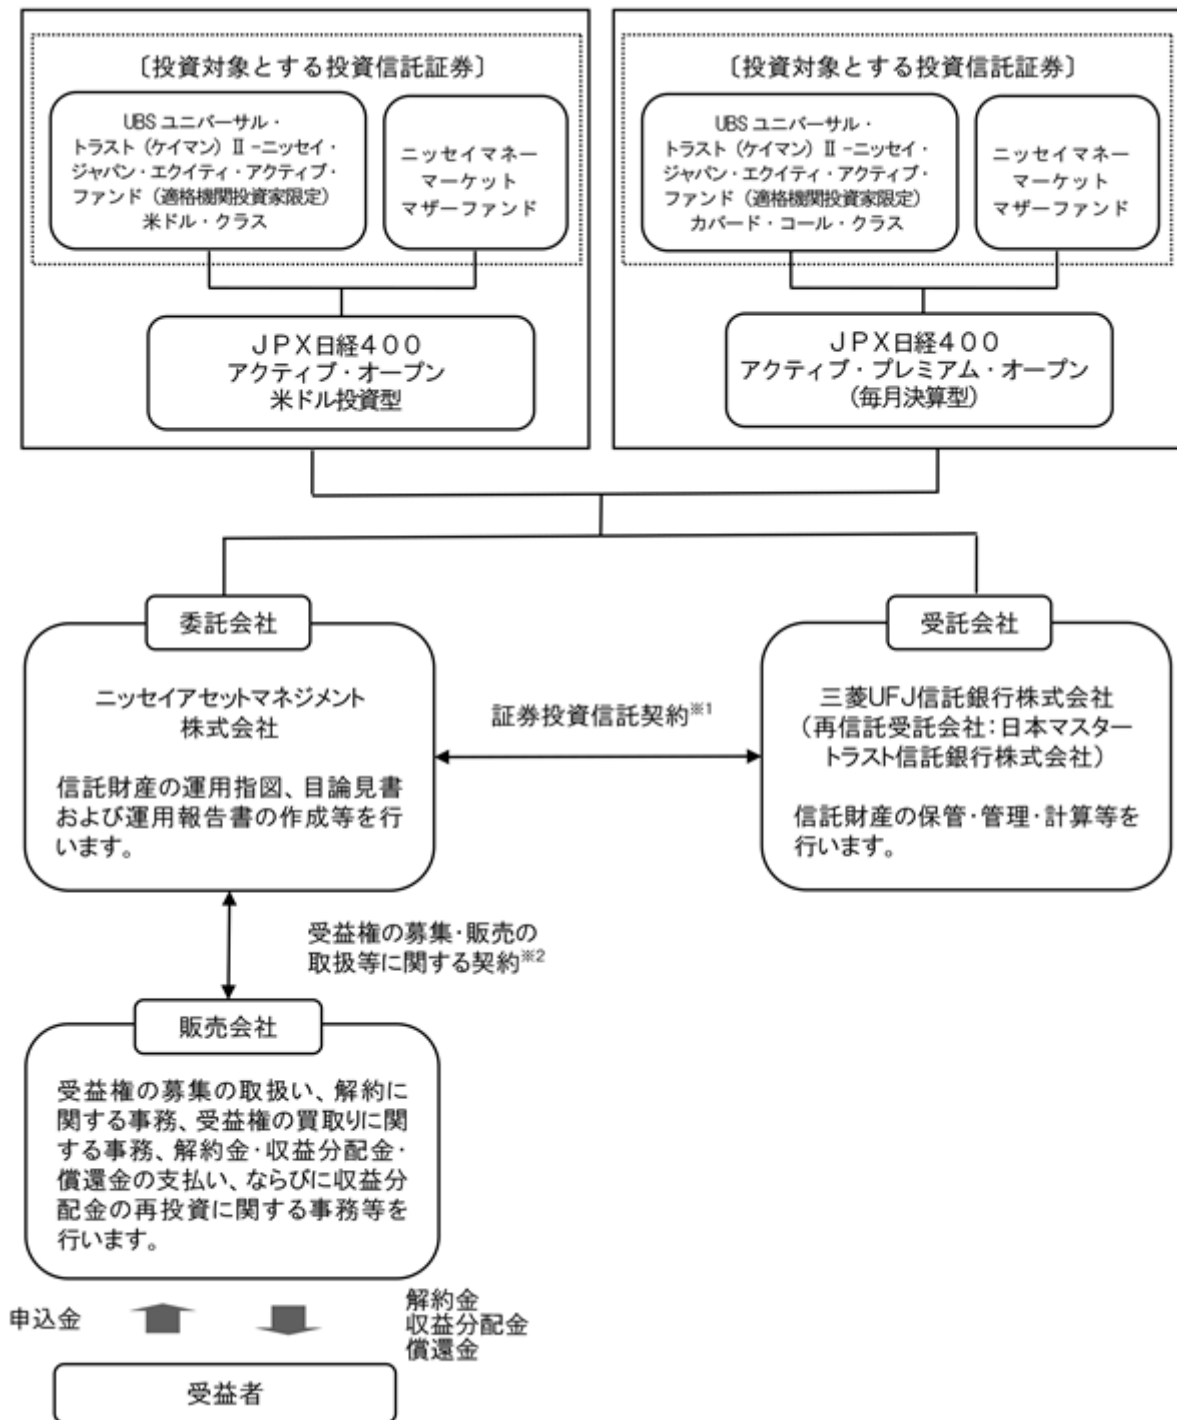 〔投資対象とする投資信託証券〕
UBSユニバーサル・
トラスト（ケイマン）Ⅱ－ニッセイ・
ジャパン・エクイティ・アクティブ・
ファンド（適格機関投資家限定）
米ドル・クラス
ニッセイマネー
マーケット
マザーファンド
ＪＰＸ日経４００
アクティブ・オープン
米ドル投資型
〔投資対象とする投資信託証券〕
UBSユニバーサル・
トラスト（ケイマン）Ⅱ－ニッセイ・
ジャパン・エクイティ・アクティブ・
ファンド（適格機関投資家限定）
カバード・コール・クラス
ニッセイマネー
マーケット
マザーファンド
ＪＰＸ日経４００
アクティブ・プレミアム・オープン
（毎月決算型）
委託会社
ニッセイアセットマネジメント
株式会社
信託財産の運用指図、目論見書
および運用報告書の作成等を行
います。
証券投資信託契約※1
受託会社
三菱UFJ信託銀行株式会社
（再信託受託会社：日本マスター
トラスト信託銀行株式会社）
信託財産の保管・管理・計算等を
行います。
受益権の募集・販売の
取扱等に関する契約※2
販売会社
受益権の募集の取扱い、解約に
関する事務、受益権の買取りに関
する事務、解約金・収益分配金・
償還金の支払い、ならびに収益分
配金の再投資に関する事務等を
行います。
申込金
解約金
収益分配金
償還金
受益者